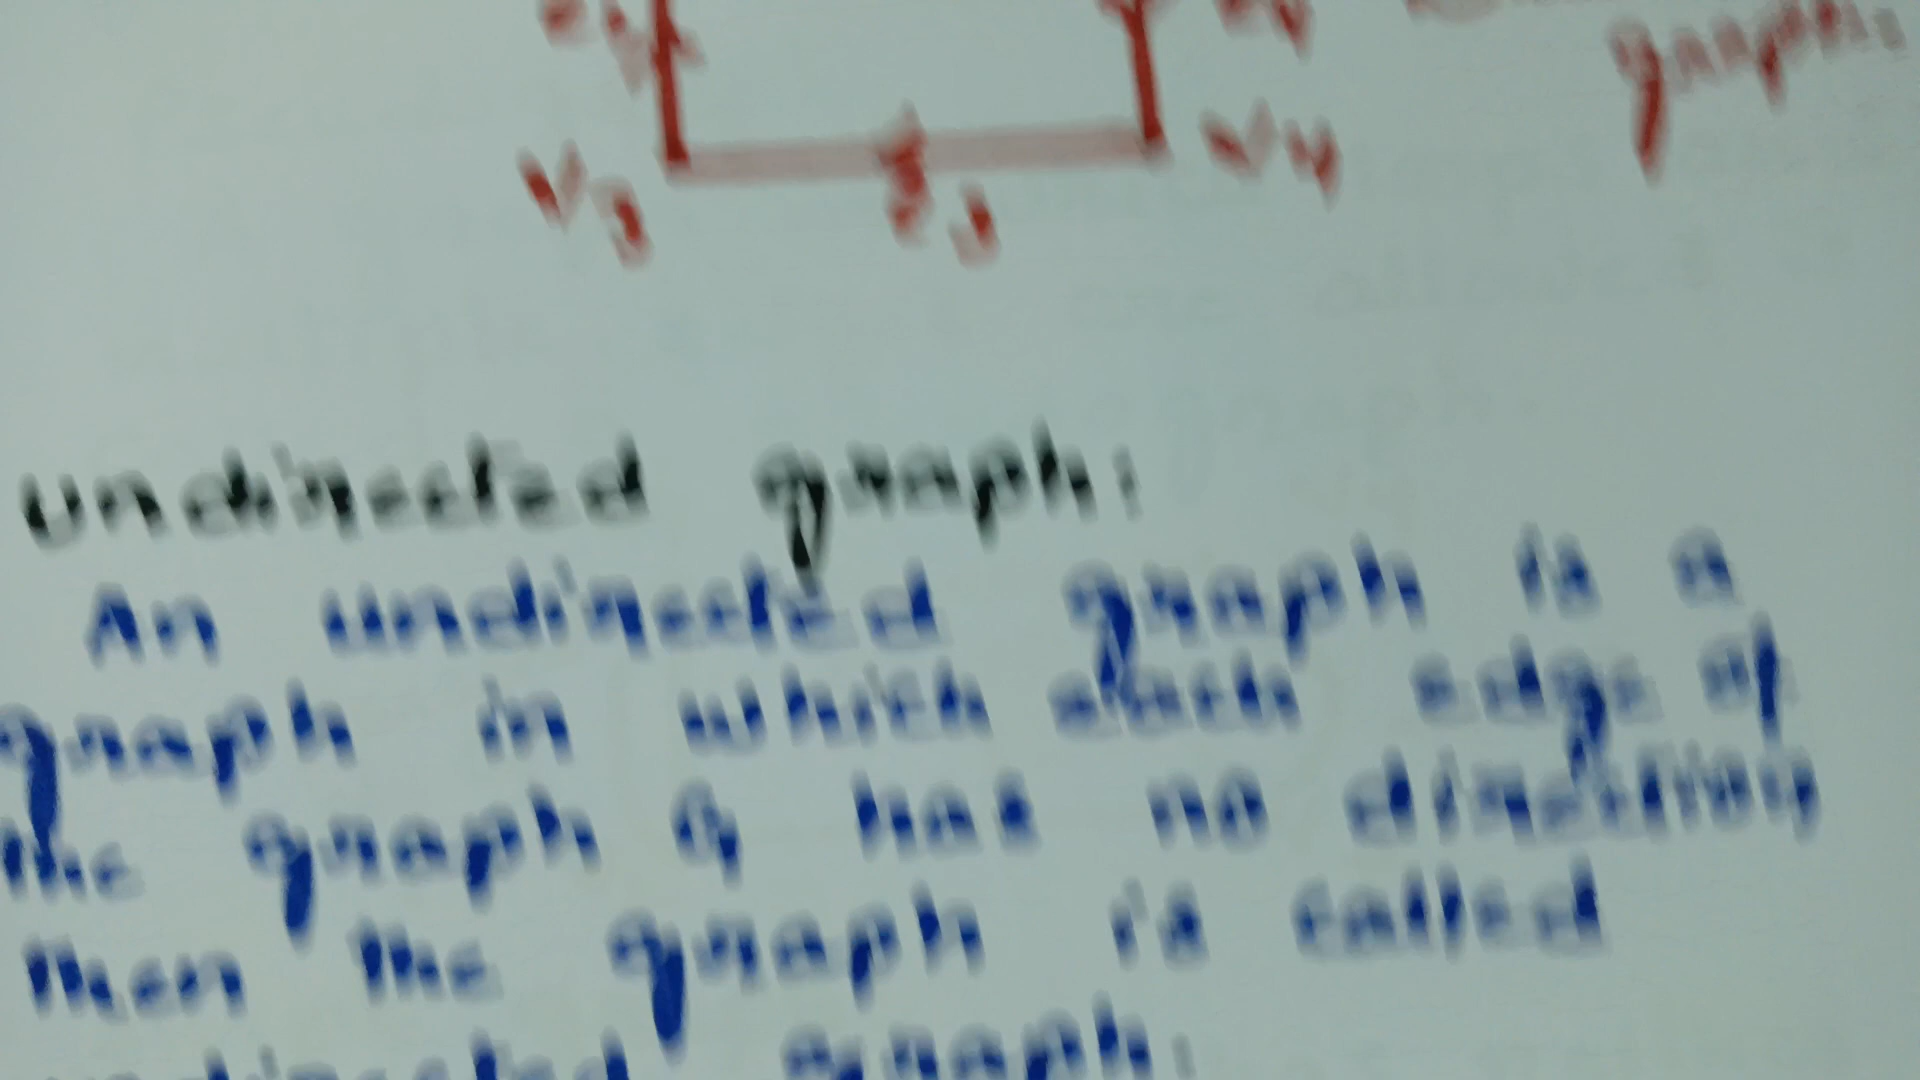 graph.
V3
e3
V4
undirected graph:
An undirected graph is a
graph in which each edge of
the graph G has no direction
Then the graph is called
undirected graph.